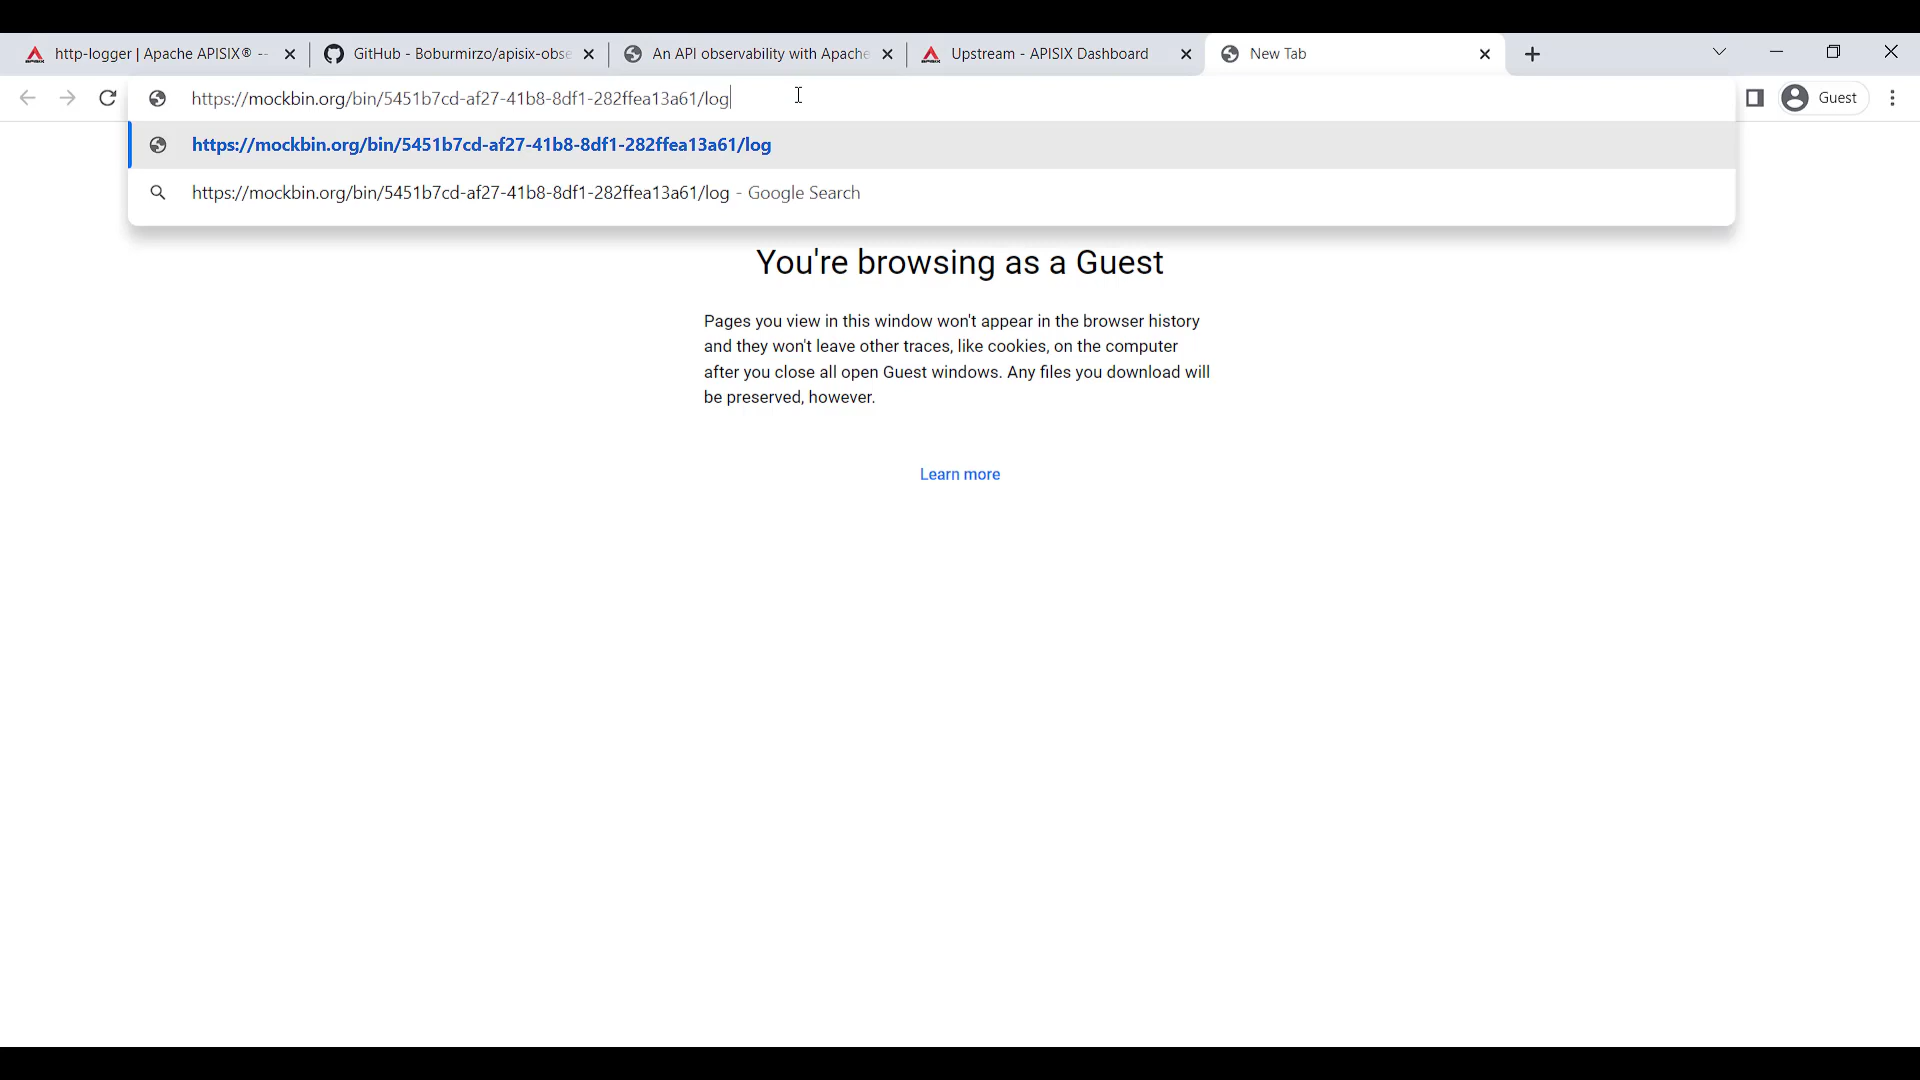 http-logger | Apache APISIX® --
GitHub - Boburmirzo/apisix-obse
An API observability with Apache
Upstream - APISIX Dashboard
New Tab
https://mockbin.org/bin/5451b7cd-af27-41b8-8df1-282ffea13a61/log
Guest
https://mockbin.org/bin/5451b7cd-af27-41b8-8df1-282ffea13a61/log
https://mockbin.org/bin/5451b7cd-af27-41b8-8df1-282ffea13a61/log - Google Search
You're browsing as a Guest
Pages you view in this window won't appear in the browser history
and they won't leave other traces, like cookies, on the computer
after you close all open Guest windows. Any files you download will
be preserved, however.
Learn more